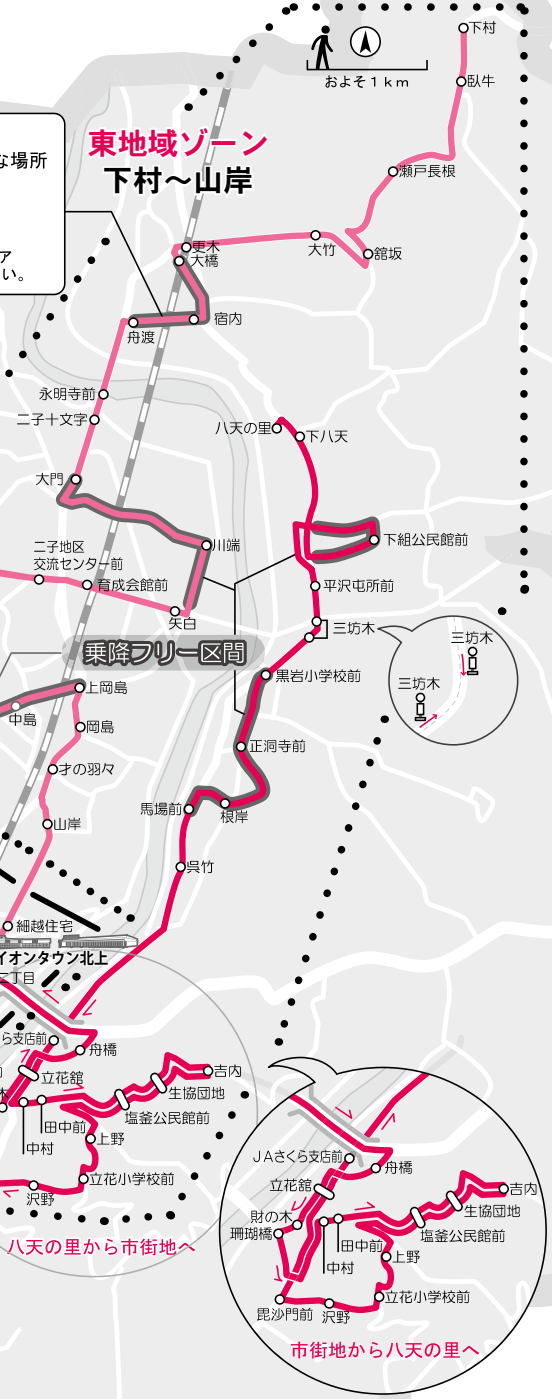 下村
およそ１ｋｍ
臥牛
な場所
東地域ゾーン
下村～山岸
瀬戸長根
更木
大橋
大竹
舘坂
ア
い。
宿内
舟渡
永明寺前
二子十文字
八天の里
下八天
大門
川端
下組公民館前
二子地区
交流センター前
育成会館前
平沢屯所前
矢白
三坊木
三坊木
三坊木
乗降フリー区間
黒岩小学校前
上岡島
中島
岡島
正洞寺前
才の羽々
馬場前
根岸
山岸
呉竹
細越住宅
イオンタウン北上
二丁目
ら支店前
舟橋
立花舘
吉内
生協団地
塩釜公民館前
田中前
中村
上野
立花小学校前
沢野
八天の里から市街地へ
ＪＡさくら支店前
舟橋
立花舘
吉内
財の木
珊瑚橋
生協団地
塩釜公民館前
田中前
中村
上野
立花小学校前
毘沙門前
沢野
市街地から八天の里へ